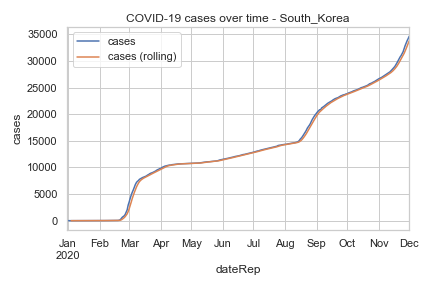 COVID-19 cases over time - South_Korea
cases
cases (rolling)
35000
30000
25000
20000
15000
10000
5000
0
cases
Jan Feb Mar Apr May Jun Jul Aug Sep Oct Nov Dec
2020
dateRep